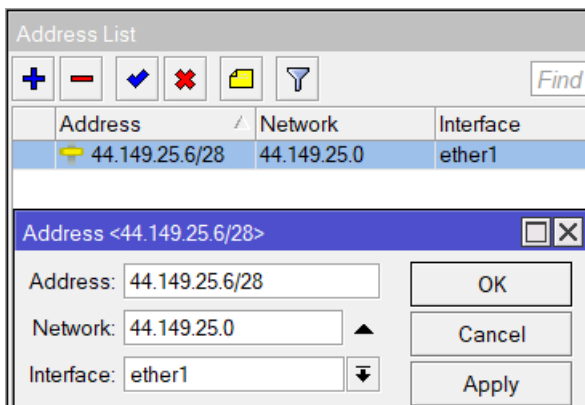 Address List
Find
Address Network Interface
44.149.25.6/28 44.149.25.0 ether1
Address <44.149.25.6/28>
Address: 44.149.25.6/28 OK
Network: 44.149.25.0 Cancel
Interface: ether1 Apply